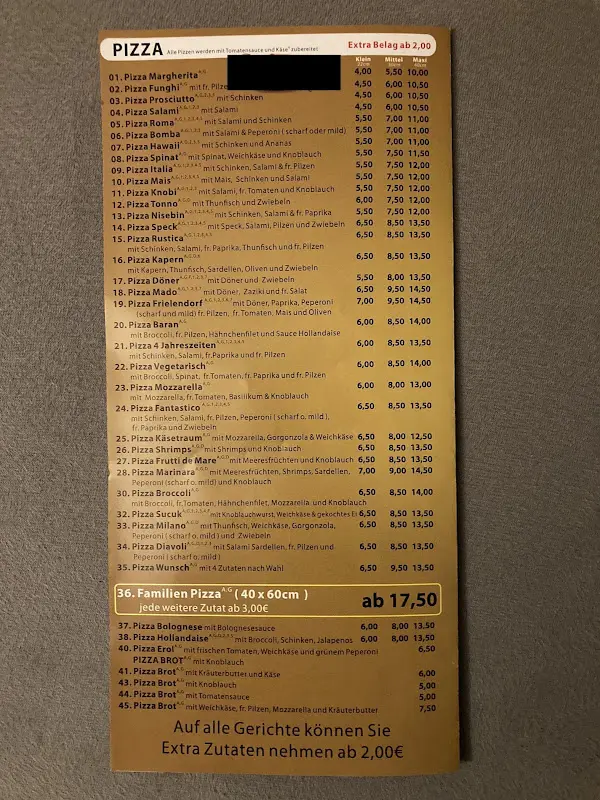 PIZZA Alle Pizzen werden mit Tomatensauce und Käse zubereitet Extra Belag ab 2,00
Klein Mittel Maxi
01. Pizza Margherita 4,00 5,50 10,00
02. Pizza Funghi mit fr. Pilzen 4,50 6,00 10,50
03. Pizza Prosciutto mit Schinken 4,50 6,00 10,50
04. Pizza Salami mit Salami 4,50 6,00 10,50
05. Pizza Roma mit Salami und Schinken 5,50 7,00 11,00
06. Pizza Bomba mit Salami & Peperoni ( scharf oder mild) 5,50 7,00 11,00
07. Pizza Hawaii mit Schinken und Ananas 5,50 7,00 11,00
08. Pizza Spinat mit Spinat, Weichkäse und Knoblauch 5,50 7,50 11,50
09. Pizza Italia mit Schinken, Salami & fr. Pilzen 5,50 7,50 12,00
10. Pizza Mais mit Mais, Schinken und Salami 5,50 7,50 12,00
11. Pizza Knobi mit Salami, fr. Tomaten und Knoblauch 5,50 7,50 12,00
12. Pizza Tonno mit Thunfisch und Zwiebeln 6,00 7,50 12,00
13. Pizza Nisebin mit Schinken, Salami & fr. Paprika 5,50 7,50 12,00
14. Pizza Speck mit Speck, Salami, Pilzen und Zwiebeln 6,00 8,50 13,50
15. Pizza Rustica 6,50 8,50 13,50
mit Schinken, Salami, fr. Paprika, Thunfisch und fr. Pilzen
16. Pizza Kapern 6,50 8,50 13,50
mit Kapern, Thunfisch, Sardellen, Oliven und Zwiebeln
17. Pizza Döner mit Döner und Zwiebeln 5,50 8,00 13,50
18. Pizza Mado mit Döner, Zaziki und fr. Salat 6,50 9,50 14,50
19. Pizza Frielendorf mit Döner, Paprika, Peperoni 7,00 9,50 14,50
(scharf und mild) fr. Pilzen, fr. Tomaten, Mais und Oliven
20. Pizza Baran 6,00 8,50 14,00
mit Broccoli, fr. Pilzen, Hähnchenfilet und Sauce Hollandaise
21. Pizza 4 Jahreszeiten 6,00 8,50 13,50
mit Schinken, Salami, fr. Paprika und fr. Pilzen
22. Pizza Vegetarisch 6,00 8,50 14,00
mit Broccoli, Spinat, fr. Tomaten, fr. Paprika und fr. Pilzen
23. Pizza Mozzarella 6,00 8,00 13,00
mit Mozzarella, fr. Tomaten, Basilikum & Knoblauch
24. Pizza Fantastico 6,50 8,50 13,50
mit Schinken, Salami, fr. Pilzen, Peperoni ( scharf o. mild ),
fr. Paprika und Zwiebeln
25. Pizza Käsetraum mit Mozzarella, Gorgonzola & Weichkäse 6,50 8,00 12,50
26. Pizza Shrimps mit Shrimps und Knoblauch 6,50 8,50 13,50
27. Pizza Frutti de Mare mit Meeresfrüchten und Knoblauch 6,50 8,50 13,50
28. Pizza Marinara mit Meeresfrüchten, Shrimps, Sardellen, 7,00 9,00 14,50
Peperoni (scharf o. mild) und Knoblauch
30. Pizza Broccoli 6,50 8,50 14,00
mit Broccoli, fr. Tomaten, Hähnchenfilet, Mozzarella und Knoblauch
32. Pizza Sucuk mit Knoblauchwurst, Weichkäse & gekochtes Ei 6,50 8,50 13,50
33. Pizza Milano mit Thunfisch, Weichkäse, Gorgonzola, 6,50 8,50 13,50
Peperoni ( scharf o. mild ) und Zwiebeln
34. Pizza Diavoli mit Salami Sardellen, fr. Pilzen und 6,50 8,50 13,50
Peperoni ( scharf o. mild )
35. Pizza Wunsch mit 4 Zutaten nach Wahl 6,50 9,50 13,50
36. Familien Pizza A,G ( 40 x 60cm ) ab 17,50
jede weitere Zutat ab 3,00€
37. Pizza Bolognese mit Bolognesesauce 6,00 8,00 13,50
38. Pizza Hollandaise mit Broccoli, Schinken, Jalapenos 6,00 8,00 13,50
40. Pizza Erol mit frischen Tomaten, Weichkäse und grünem Peperoni 6,50
PIZZA BROT mit Knoblauch
41. Pizza Brot mit Kräuterbutter und Käse 6,00
43. Pizza Brot mit Knoblauch 5,00
44. Pizza Brot mit Tomatensauce 5,00
45. Pizza Brot mit Weichkäse, fr. Pilzen, Mozzarella und Kräuterbutter 7,50
Auf alle Gerichte können Sie
Extra Zutaten nehmen ab 2,00€